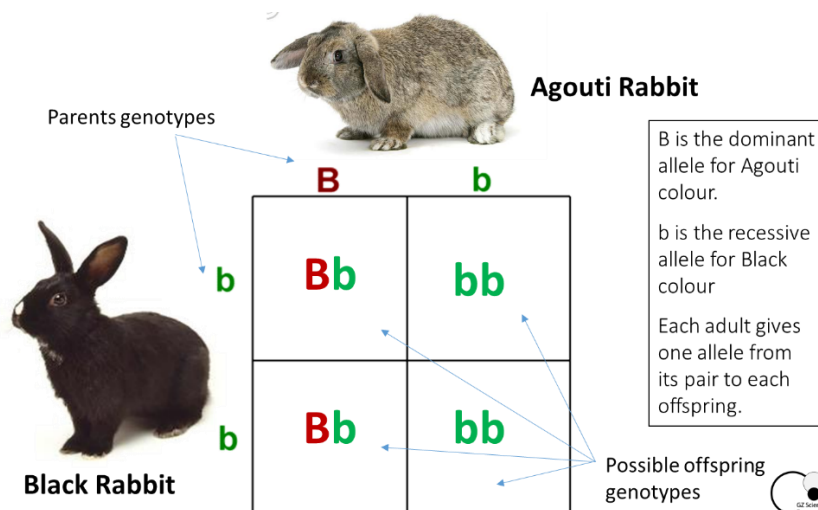 Agouti Rabbit
Parents genotypes
B is the dominant
allele for Agouti
colour.
b is the recessive
allele for Black
colour
Each adult gives
one allele from
its pair to each
offspring.
B b
b Bb bb
b Bb bb
Black Rabbit
Possible offspring
genotypes
GZ Scien